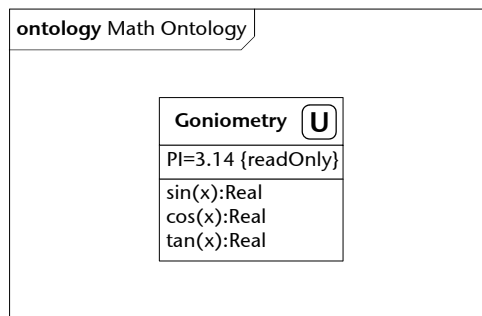 ontology Math Ontology
Goniometry U
PI=3.14 {readOnly}
sin(x):Real
cos(x):Real
tan(x):Real